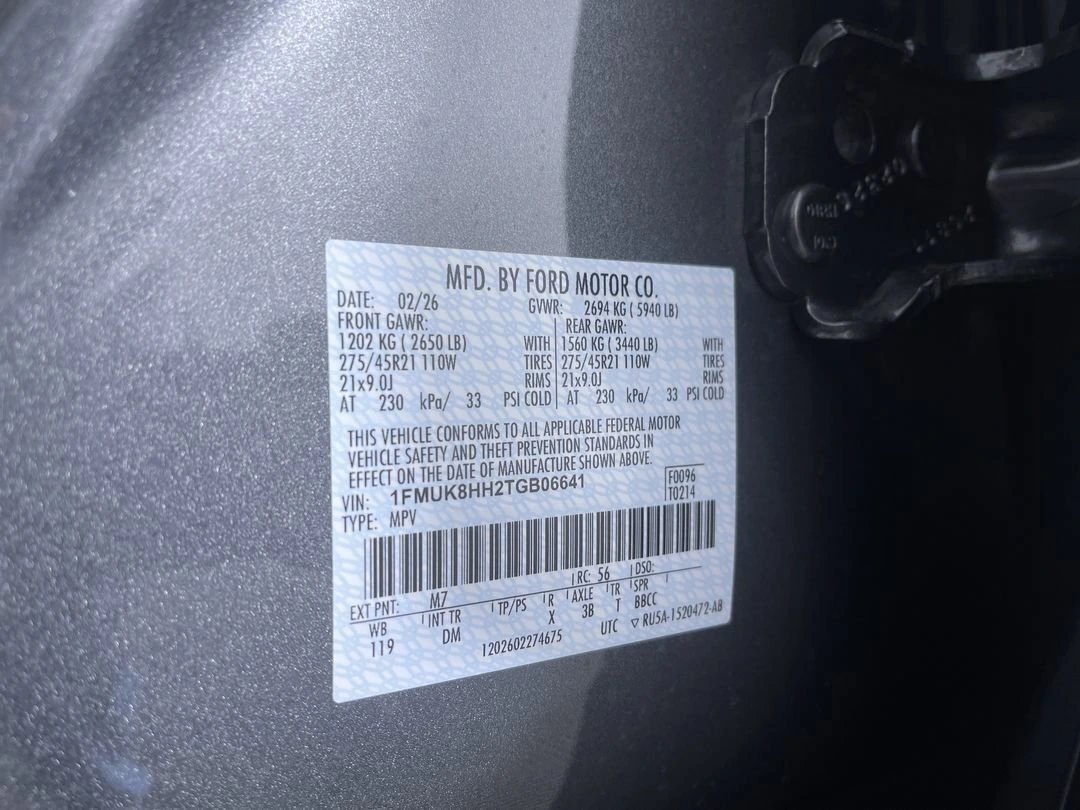 MFD. BY FORD MOTOR CO.
DATE: 02/26 GVWR: 2694 KG ( 5940 LB)
FRONT GAWR: REAR GAWR:
1202 KG ( 2650 LB) WITH 1560 KG ( 3440 LB) WITH
275/45R21 110W TIRES 275/45R21 110W TIRES
21x9.0J RIMS 21x9.0J RIMS
AT 230 kPa/ 33 PSI COLD AT 230 kPa/ 33 PSI COLD
THIS VEHICLE CONFORMS TO ALL APPLICABLE FEDERAL MOTOR
VEHICLE SAFETY AND THEFT PREVENTION STANDARDS IN
EFFECT ON THE DATE OF MANUFACTURE SHOWN ABOVE.
VIN: 1FMUK8HH2TGB06641
F0096
TYPE: MPV
T0214
EXT PNT: M7 RC: 56 DSO:
WB INT TR TP/PS R AXLE TR SPR
119 DM X 3B T BBCC
1202602274675 UTC ▽ RU5A-1520472-AB